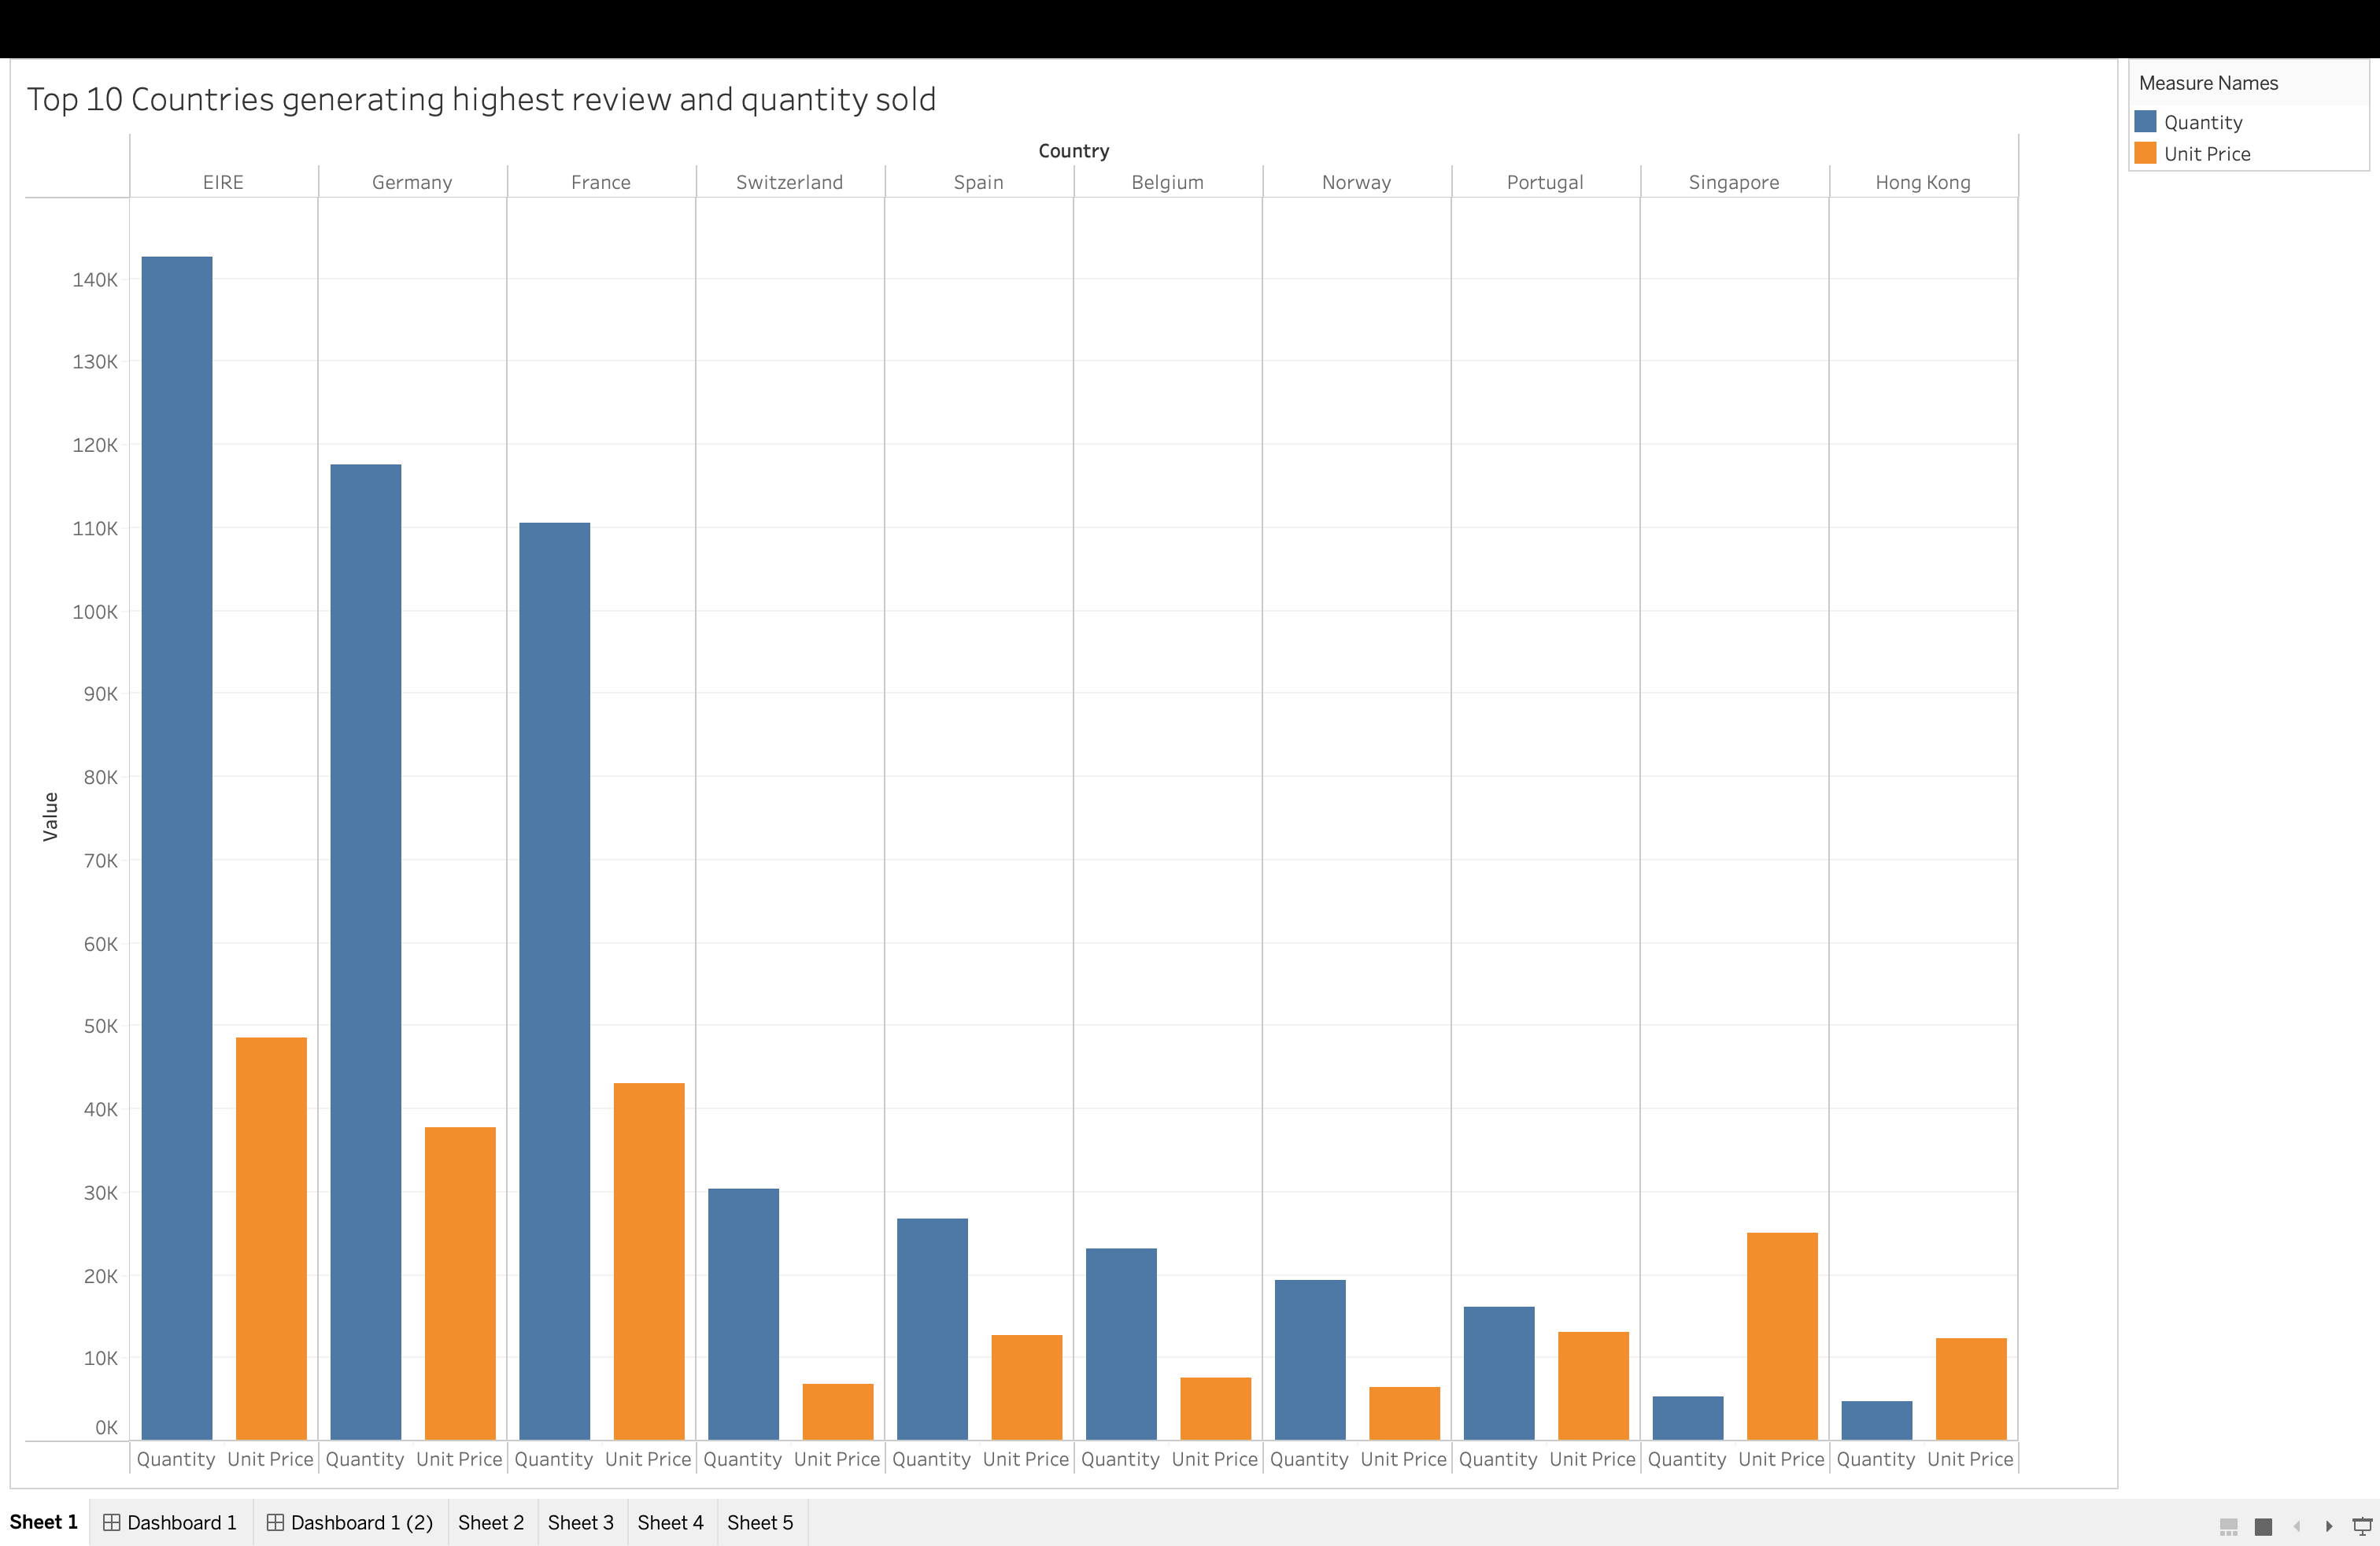 Top 10 Countries generating highest review and quantity sold
Measure Names
Quantity
Unit Price
Country
EIRE Germany France Switzerland Spain Belgium Norway Portugal Singapore Hong Kong
Value
140K
130K
120K
110K
100K
90K
80K
70K
60K
50K
40K
30K
20K
10K
0K
Quantity Unit Price Quantity Unit Price Quantity Unit Price Quantity Unit Price Quantity Unit Price Quantity Unit Price Quantity Unit Price Quantity Unit Price Quantity Unit Price Quantity Unit Price
Sheet 1 Dashboard 1 Dashboard 1 (2) Sheet 2 Sheet 3 Sheet 4 Sheet 5